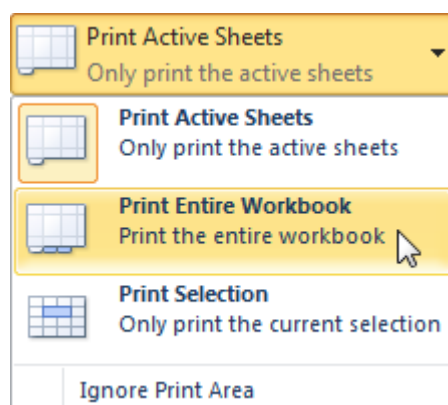 Print Active Sheets
Only print the active sheets
Print Active Sheets
Only print the active sheets
Print Entire Workbook
Print the entire workbook
Print Selection
Only print the current selection
Ignore Print Area